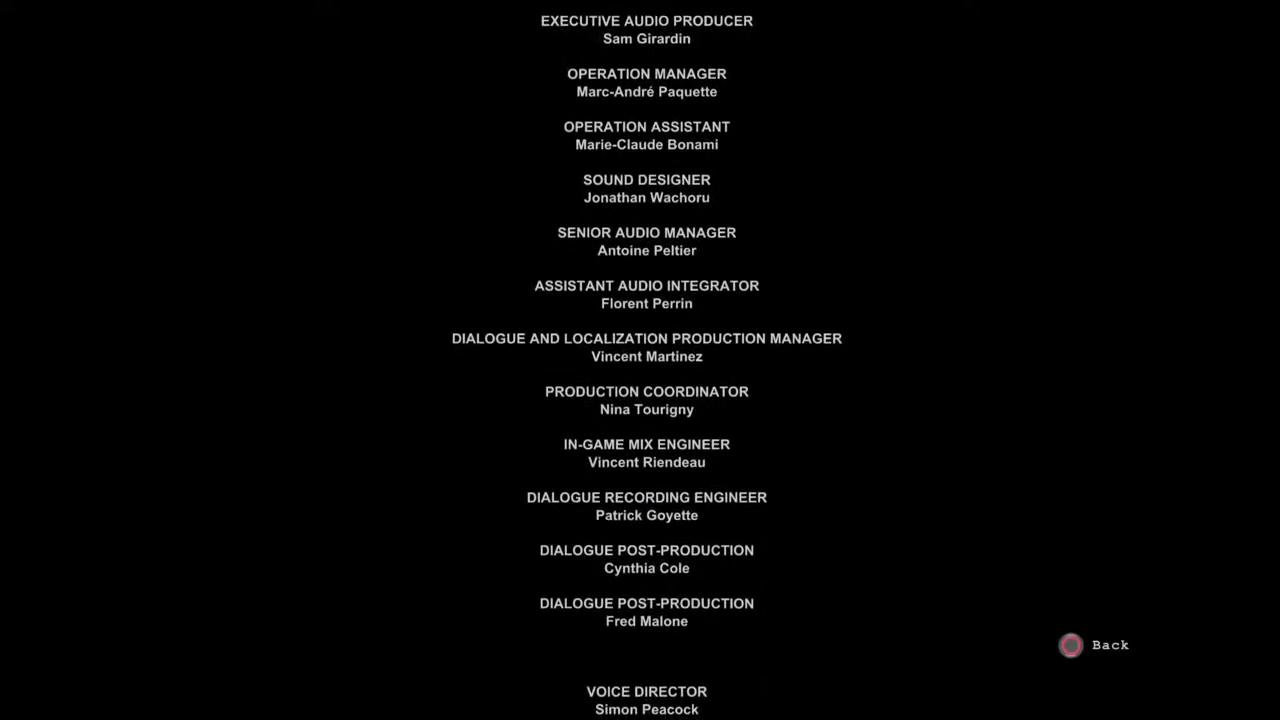 EXECUTIVE AUDIO PRODUCER
Sam Girardin
OPERATION MANAGER
Marc-André Paquette
OPERATION ASSISTANT
Marie-Claude Bonami
SOUND DESIGNER
Jonathan Wachoru
SENIOR AUDIO MANAGER
Antoine Peltier
ASSISTANT AUDIO INTEGRATOR
Florent Perrin
DIALOGUE AND LOCALIZATION PRODUCTION MANAGER
Vincent Martinez
PRODUCTION COORDINATOR
Nina Tourigny
IN-GAME MIX ENGINEER
Vincent Riendeau
DIALOGUE RECORDING ENGINEER
Patrick Goyette
DIALOGUE POST-PRODUCTION
Cynthia Cole
DIALOGUE POST-PRODUCTION
Fred Malone
Back
VOICE DIRECTOR
Simon Peacock